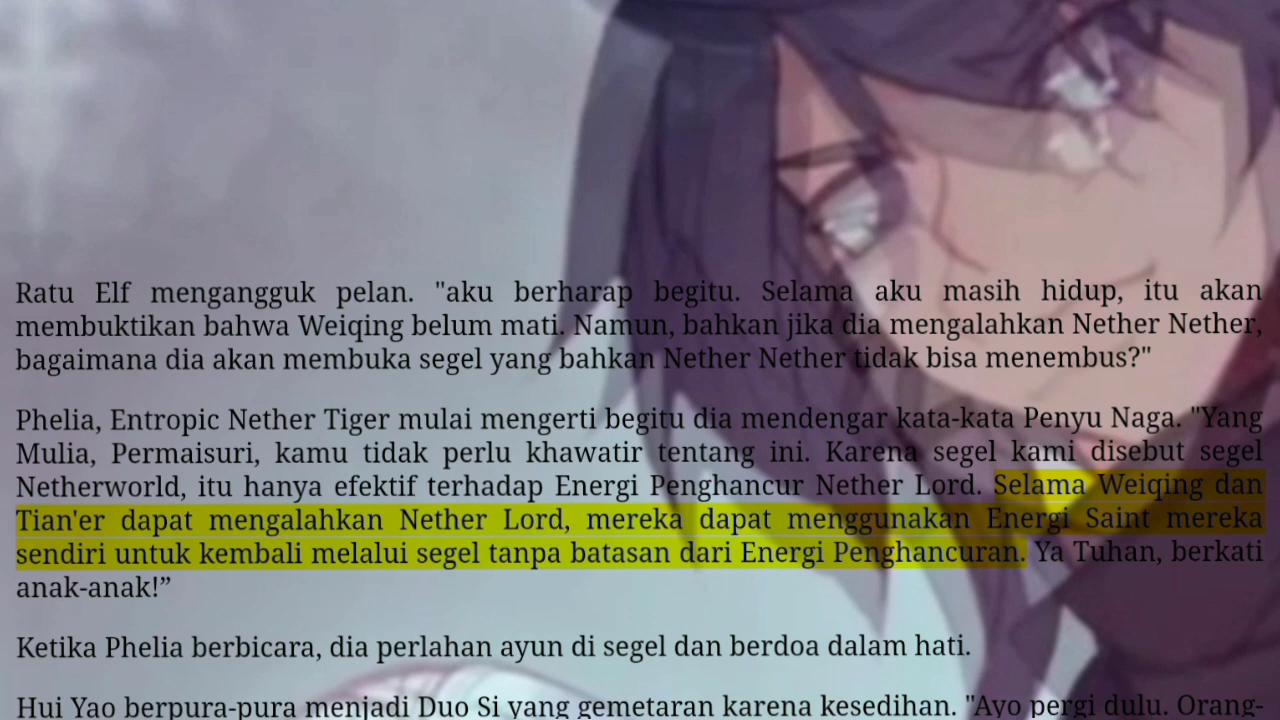 Ratu Elf mengangguk pelan. "aku berharap begitu. Selama aku masih hidup, itu akan
membuktikan bahwa Weiqing belum mati. Namun, bahkan jika dia mengalahkan Nether Nether,
bagaimana dia akan membuka segel yang bahkan Nether Nether tidak bisa menembus?"
Phelia, Entropic Nether Tiger mulai mengerti begitu dia mendengar kata-kata Penyu Naga. "Yang
Mulia, Permaisuri, kamu tidak perlu khawatir tentang ini. Karena segel kami disebut segel
Netherworld, itu hanya efektif terhadap Energi Penghancur Nether Lord. Selama Weiqing dan
Tian'er dapat mengalahkan Nether Lord, mereka dapat menggunakan Energi Saint mereka
sendiri untuk kembali melalui segel tanpa batasan dari Energi Penghancuran. Ya Tuhan, berkati
anak-anak!”
Ketika Phelia berbicara, dia perlahan ayun di segel dan berdoa dalam hati.
Hui Yao berpura-pura menjadi Duo Si yang gemetaran karena kesedihan. "Ayo pergi dulu. Orang-